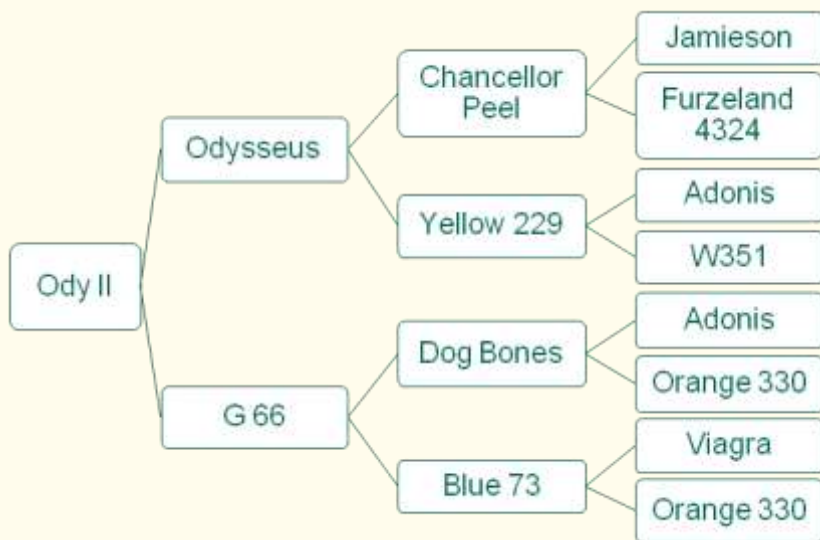 Jamieson
Chancellor
Peel
Furzeland
4324
Odysseus
Adonis
Yellow 229
W351
Ody II
Adonis
Dog Bones
Orange 330
G 66
Viagra
Blue 73
Orange 330